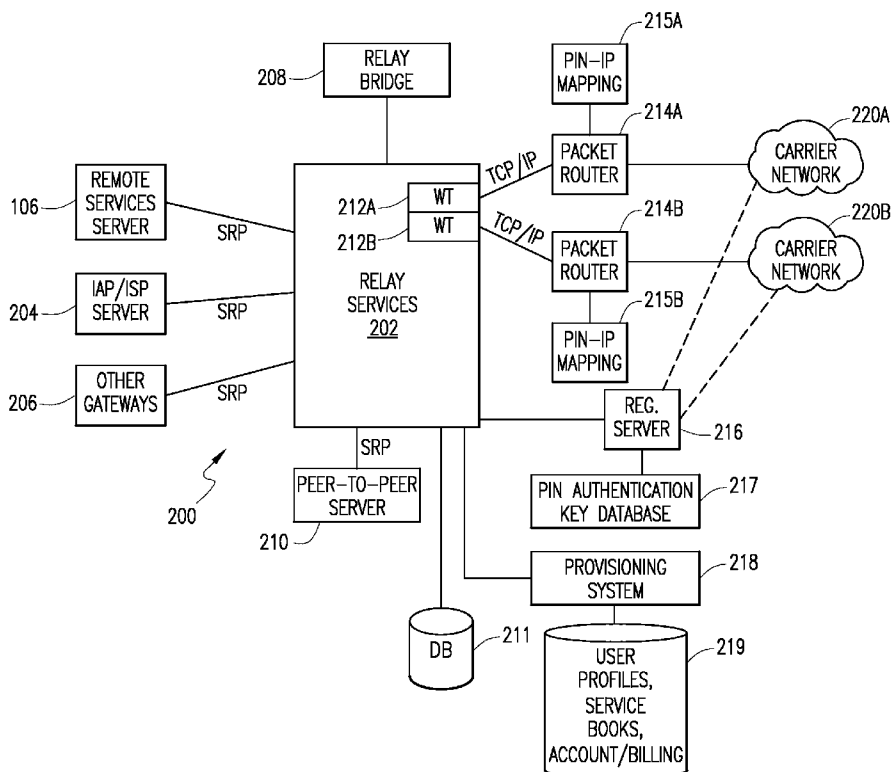 215A
PIN-IP
MAPPING
208
RELAY
BRIDGE
214A
220A
TCP/IP
PACKET
ROUTER
CARRIER
NETWORK
106
REMOTE
SERVICES
SERVER
SRP
212A
WT
212B
WT
TCP/IP
214B
220B
PACKET
ROUTER
CARRIER
NETWORK
204
IAP/ISP
SERVER
SRP
RELAY
SERVICES
202
215B
PIN-IP
MAPPING
206
OTHER
GATEWAYS
SRP
REG.
SERVER
216
SRP
200
PEER-TO-PEER
SERVER
210
PIN AUTHENTICATION
KEY DATABASE
217
PROVISIONING
SYSTEM
218
DB
211
USER
PROFILES,
SERVICE
BOOKS,
ACCOUNT/BILLING
219